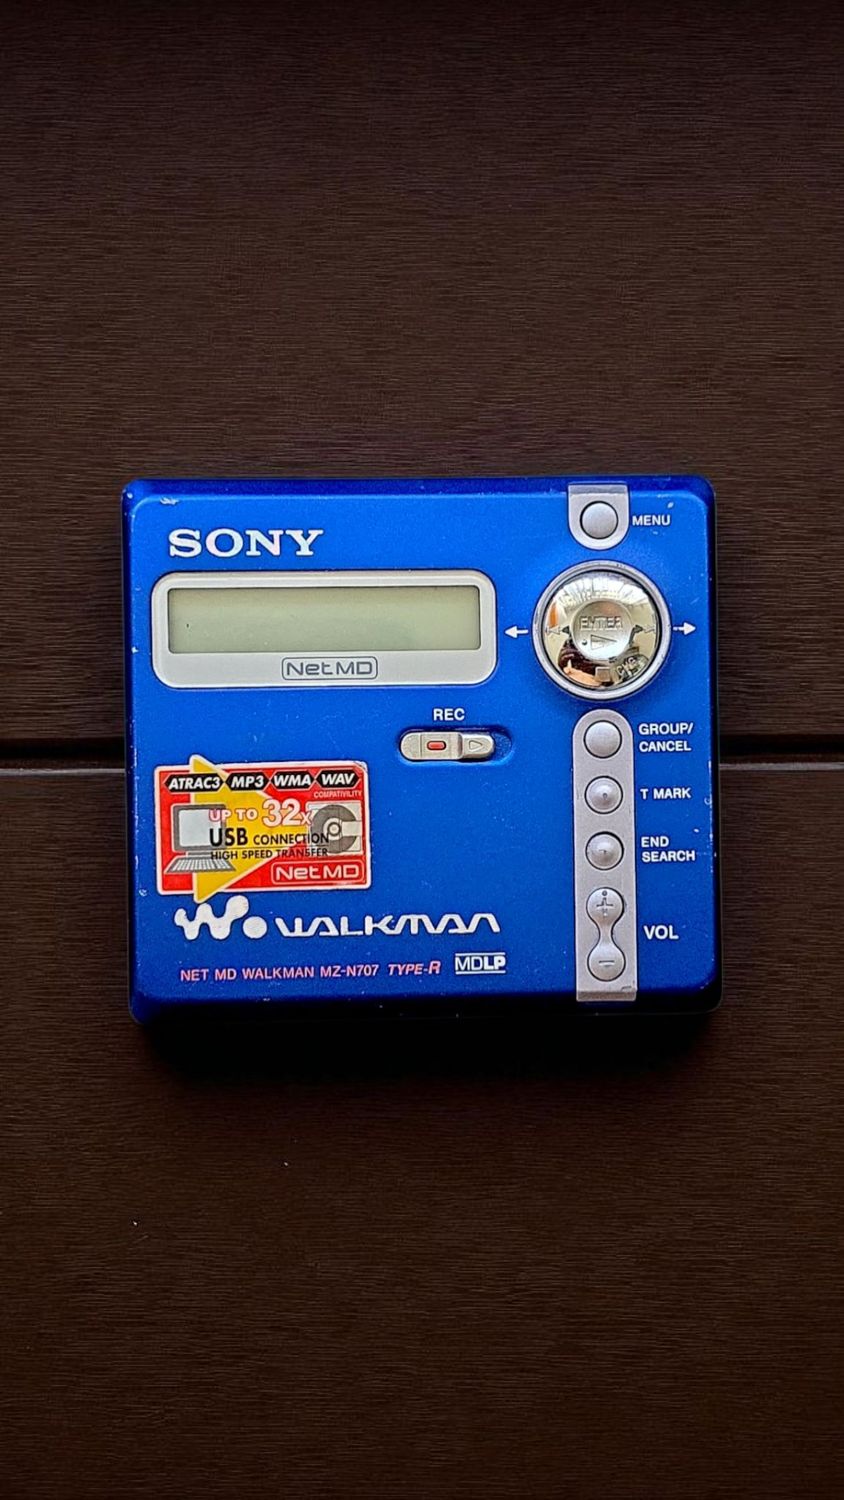 SONY
MENU
ENTER
NetMD
REC
GROUP/
CANCEL
T MARK
END
SEARCH
VOL
ATRAC3 MP3 WMA WAV
COMPATIVILITY
UP TO 32x
USB CONNECTION
HIGH SPEED TRANSFER
NetMD
WALKMAN
NET MD WALKMAN MZ-N707 TYPE-R MDLP